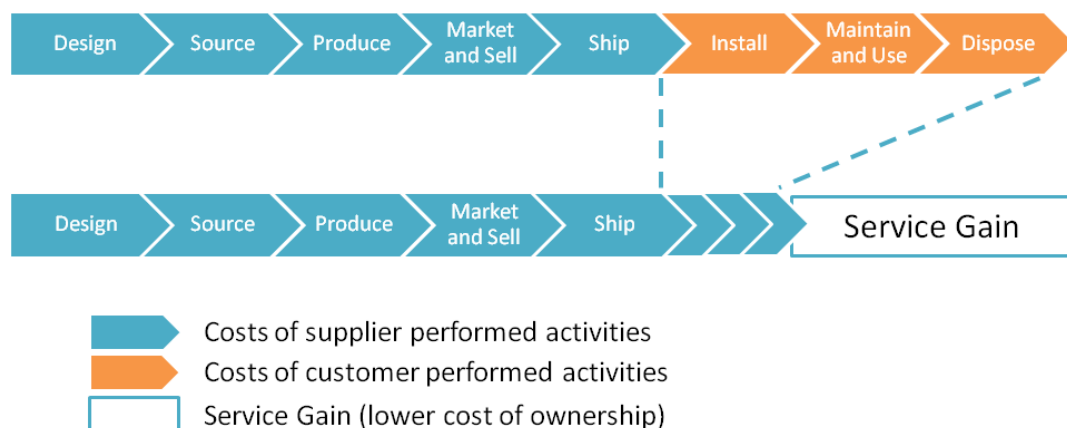 Design
Source
Produce
Market
and Sell
Ship
Install
Maintain
and Use
Dispose
Design
Source
Produce
Market
and Sell
Ship
Service Gain
Costs of supplier performed activities
Costs of customer performed activities
Service Gain (lower cost of ownership)